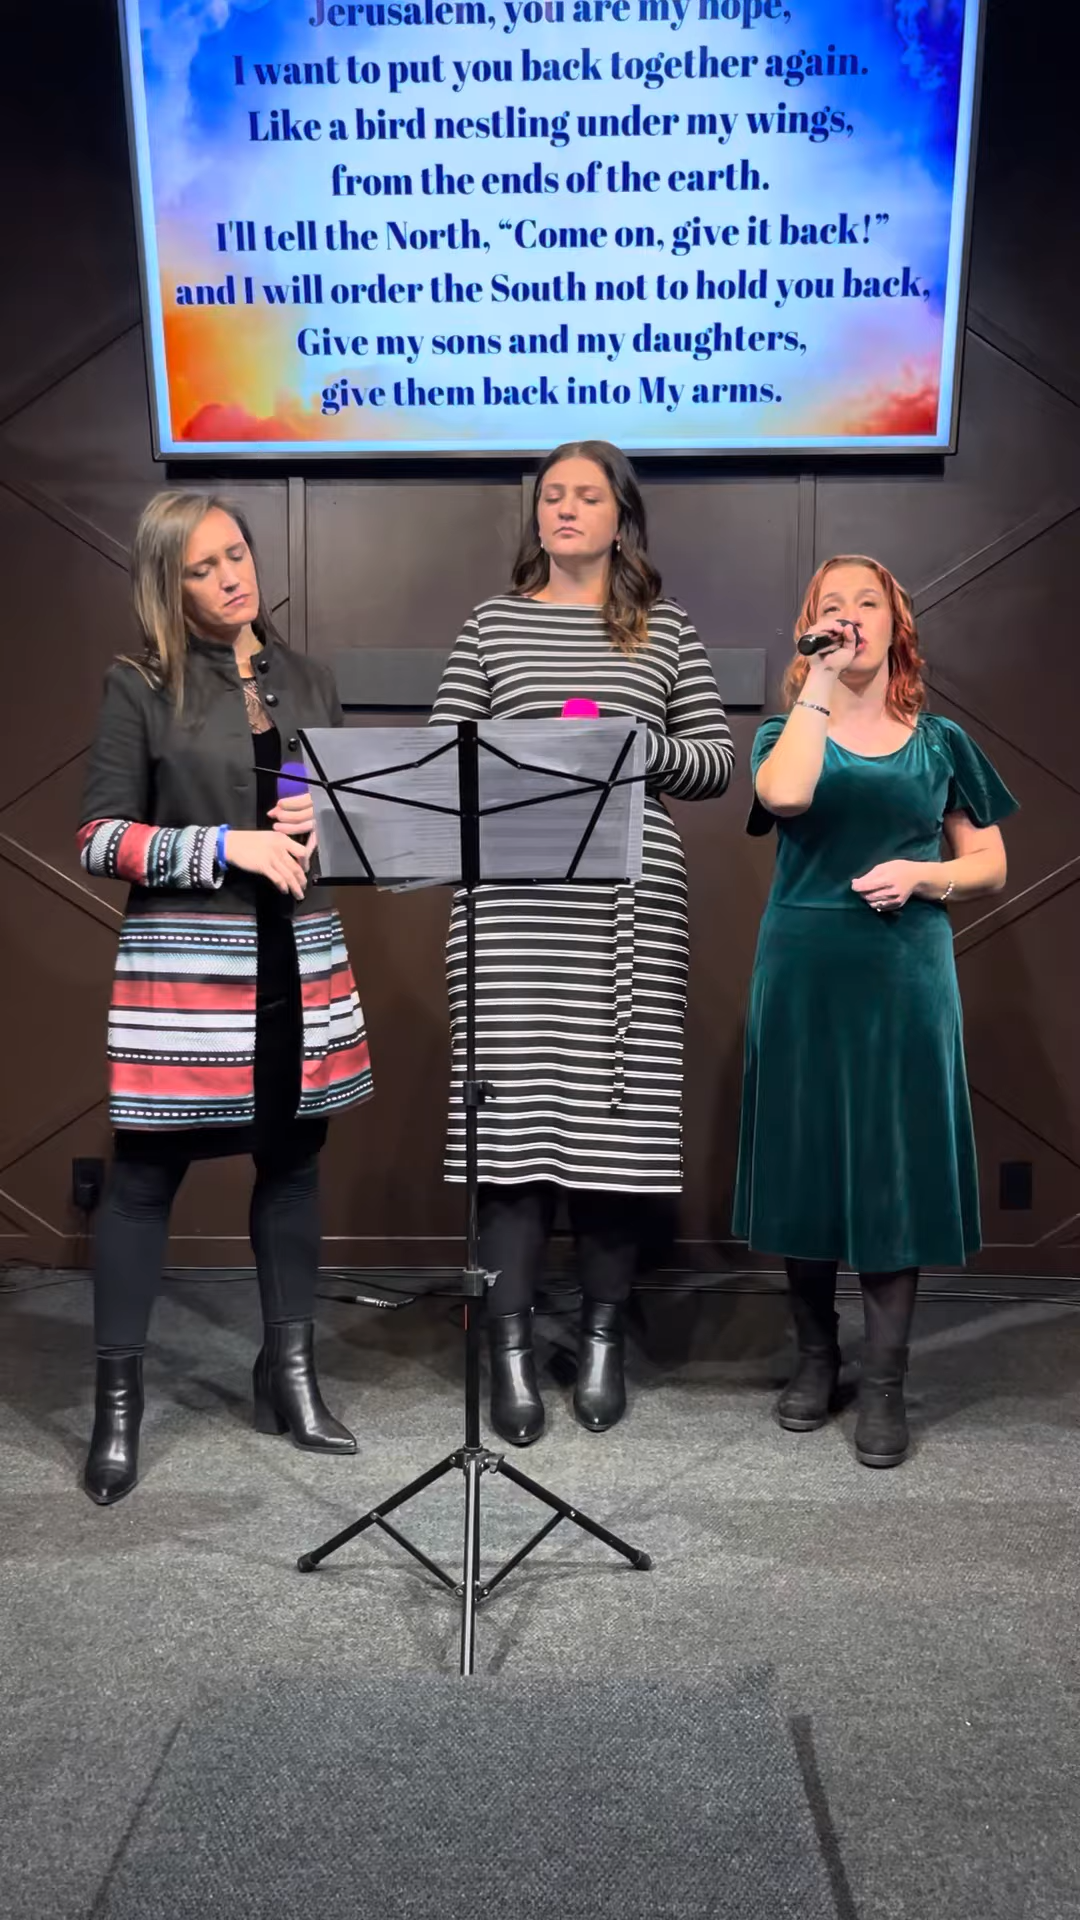 Jerusalem, you are my hope,
I want to put you back together again.
Like a bird nestling under my wings,
from the ends of the earth.
I'll tell the North, “Come on, give it back!”
and I will order the South not to hold you back,
Give my sons and my daughters,
give them back into My arms.